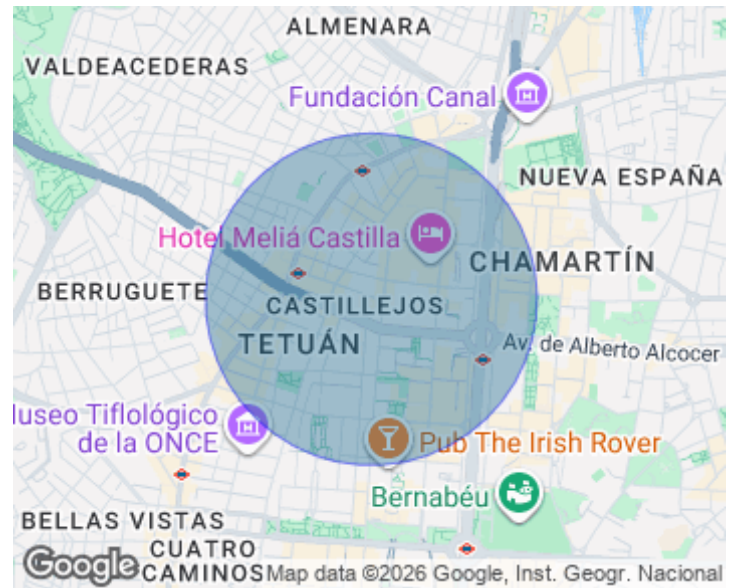 ALMENARA
VALDEACEDERAS
Fundación Canal
NUEVA ESPAÑA
Hotel Meliá Castilla
CHAMARTÍN
BERRUGUETE
CASTILLEJOS
TETUÁN
Av. de Alberto Alcocer
Museo Tiflológico
de la ONCE
Pub The Irish Rover
Bernabéu
BELLAS VISTAS
CUATRO
CAMINOS
Google
Map data ©2026 Google, Inst. Geogr. Nacional